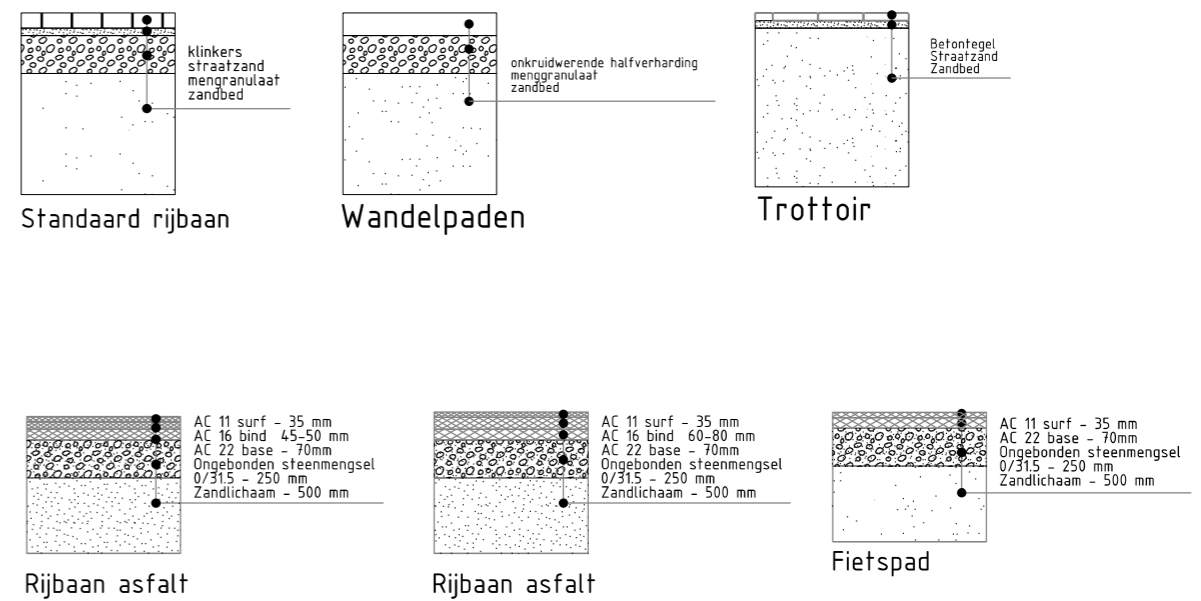 klinkers
straatzand
mengranulaat
zandbed
Standaard rijbaan
onkruidwerende halfverharding
menggranulaat
zandbed
Wandelpaden
Betontegel
Straatzand
Zandbed
Trottoir
AC 11 surf - 35 mm
AC 16 bind 45-50 mm
AC 22 base - 70mm
Ongebonden steenmengsel
0/31.5 - 250 mm
Zandlichaam - 500 mm
Rijbaan asfalt
AC 11 surf - 35 mm
AC 16 bind 60-80 mm
AC 22 base - 70mm
Ongebonden steenmengsel
0/31.5 - 250 mm
Zandlichaam - 500 mm
Rijbaan asfalt
AC 11 surf - 35 mm
AC 22 base - 70mm
Ongebonden steenmengsel
0/31.5 - 250 mm
Zandlichaam - 500 mm
Fietspad